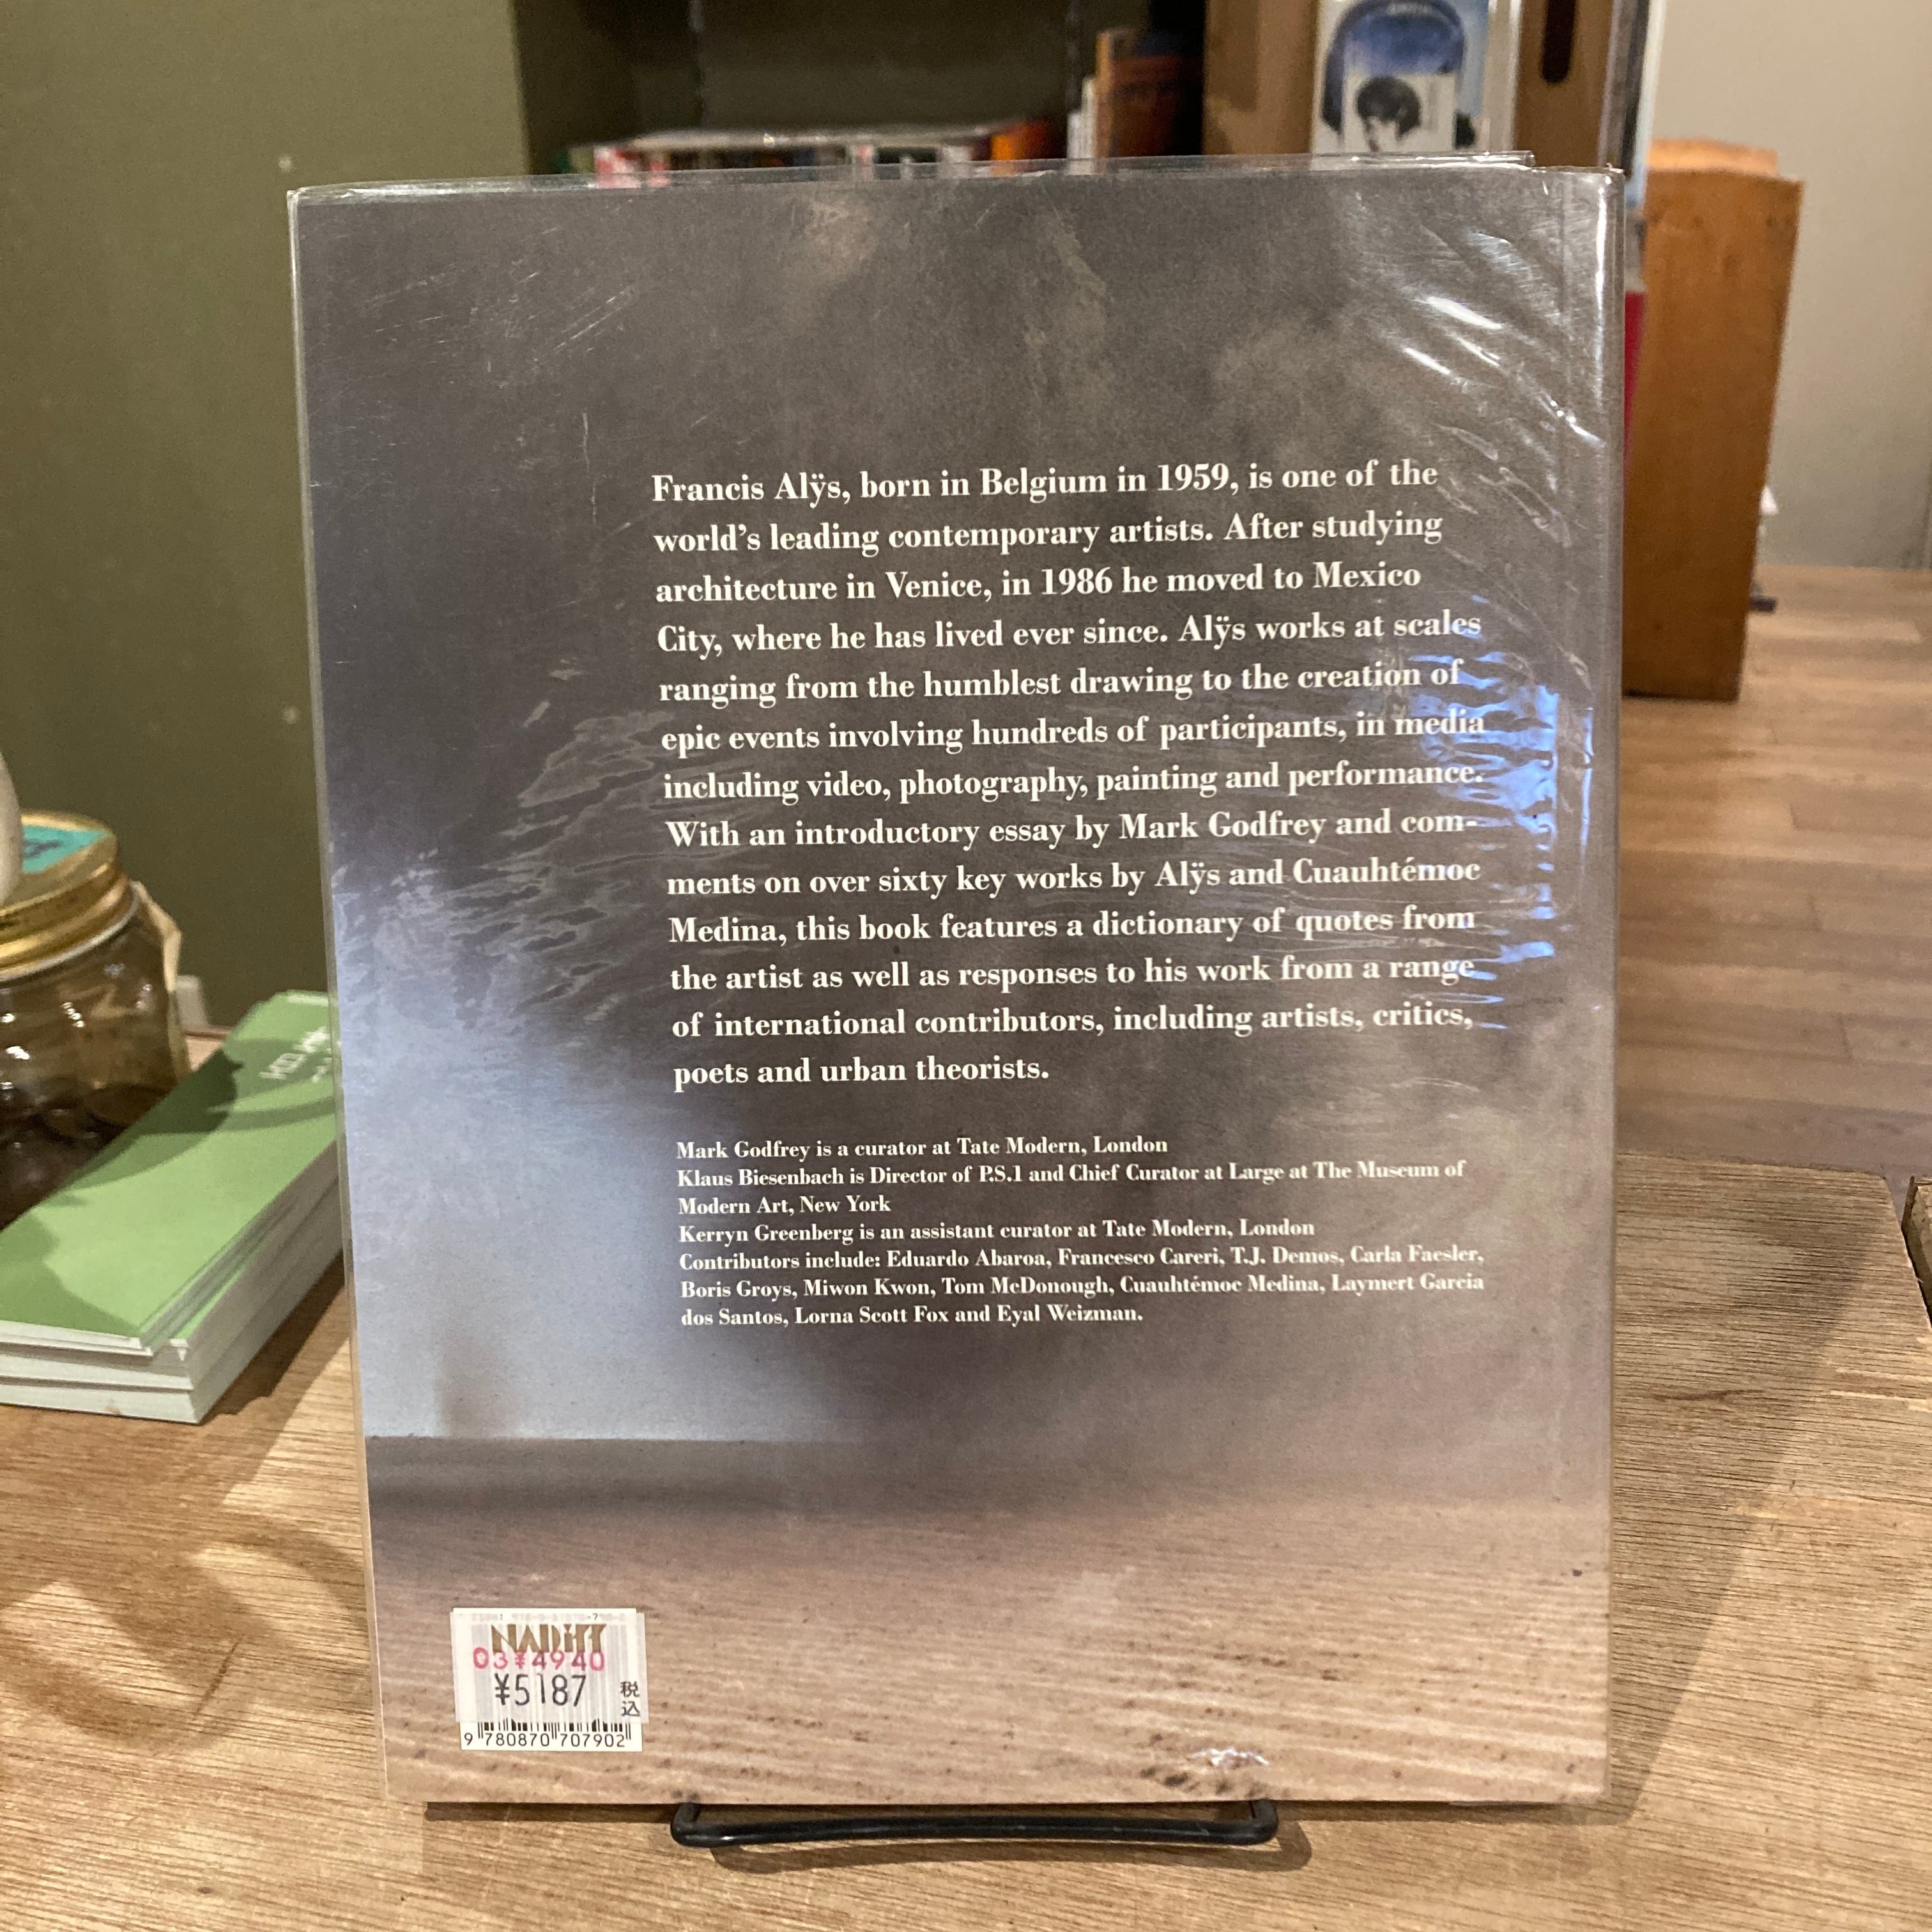 Francis Alÿs, born in Belgium in 1959, is one of the
world's leading contemporary artists. After studying
architecture in Venice, in 1986 he moved to Mexico
City, where he has lived ever since. Alÿs works at scales
ranging from the humblest drawing to the creation of
epic events involving hundreds of participants, in media
including video, photography, painting and performance.
With an introductory essay by Mark Godfrey and com-
ments on over sixty key works by Alÿs and Cuauhtémoc
Medina, this book features a dictionary of quotes from
the artist as well as responses to his work from a range
of international contributors, including artists, critics,
poets and urban theorists.
Mark Godfrey is a curator at Tate Modern, London
Klaus Biesenbach is Director of P.S.1 and Chief Curator at Large at The Museum of
Modern Art, New York
Kerryn Greenberg is an assistant curator at Tate Modern, London
Contributors include: Eduardo Abaroa, Francesco Careri, T.J. Demos, Carla Faesler,
Boris Groys, Miwon Kwon, Tom McDonough, Cuauhtémoc Medina, Laymert Garcia
dos Santos, Lorna Scott Fox and Eyal Weizman.
NADiff
03¥4940
¥5187 税込
9 780870 707902